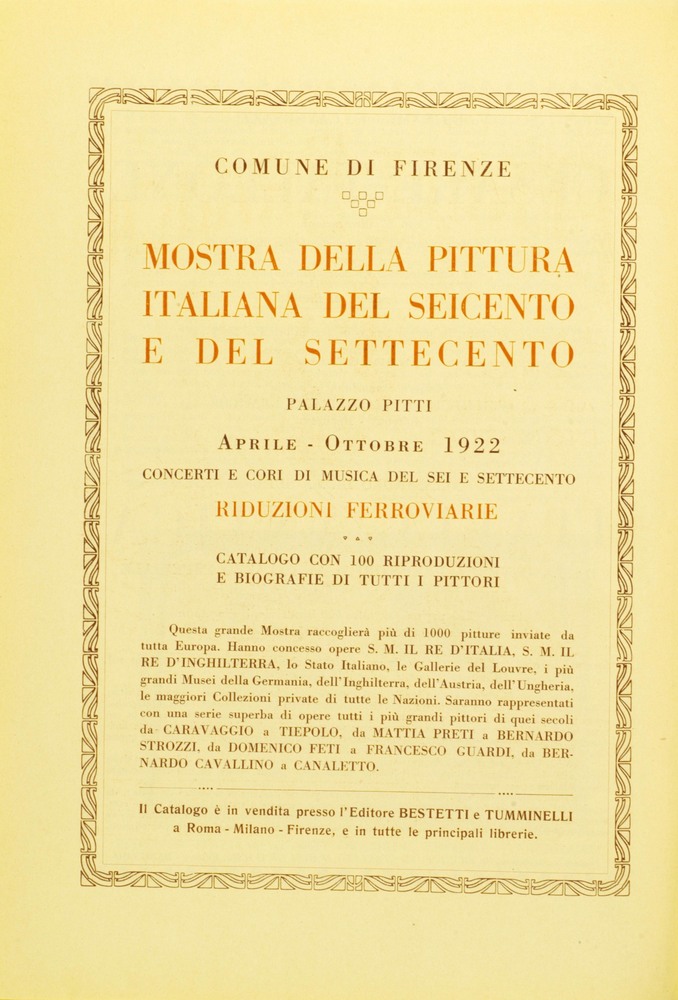 COMUNE DI FIRENZE
MOSTRA DELLA PITTURA
ITALIANA DEL SEICENTO
E DEL SETTECENTO
PALAZZO PITTI
APRILE - OTTOBRE 1922
CONCERTI E CORI DI MUSICA DEL SEI E SETTECENTO
RIDUZIONI FERROVIARIE
CATALOGO CON 100 RIPRODUZIONI
E BIOGRAFIE DI TUTTI I PITTORI
Questa grande Mostra raccoglierà più di 1000 pitture inviate da
tutta Europa. Hanno concesso opere S. M. IL RE D'ITALIA, S. M. IL
RE D'INGHILTERRA, lo Stato Italiano, le Gallerie del Louvre, i più
grandi Musei della Germania, dell'Inghilterra, dell'Austria, dell'Ungheria,
le maggiori Collezioni private di tutte le Nazioni. Saranno rappresentati
con una serie superba di opere tutti i più grandi pittori di quei secoli
da CARAVAGGIO a TIEPOLO, da MATTIA PRETI a BERNARDO
STROZZI, da DOMENICO FETI a FRANCESCO GUARDI, da BER-
NARDO CAVALLINO a CANALETTO.
Il Catalogo è in vendita presso l'Editore BESTETTI e TUMMINELLI
a Roma - Milano - Firenze, e in tutte le principali librerie.